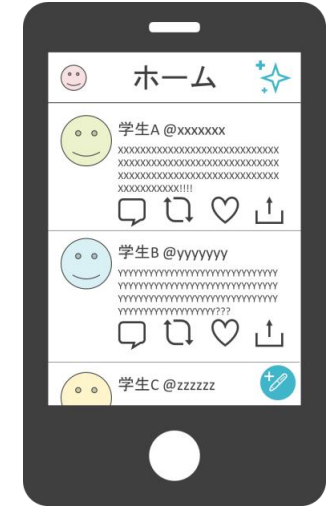 ホーム
学生A @xxxxxxx
XXXXXXXXXXXXXXXXXXXXXXXXXXXXX
XXXXXXXXXXXXXXXXXXXXXXXXXXXXX
XXXXXXXXXXXXXXXXXXXXXXXXXXXXX
XXXXXXXXXXX!!!!
学生B @yyyyyyy
YYYYYYYYYYYYYYYYYYYYYYYYYYYYY
YYYYYYYYYYYYYYYYYYYYYYYYYYYYY
YYYYYYYYYYYYYYYYYYYYYYYYYYYYY
YYYYYYYYYYYYYYYYYY???
学生C @zzzzzz